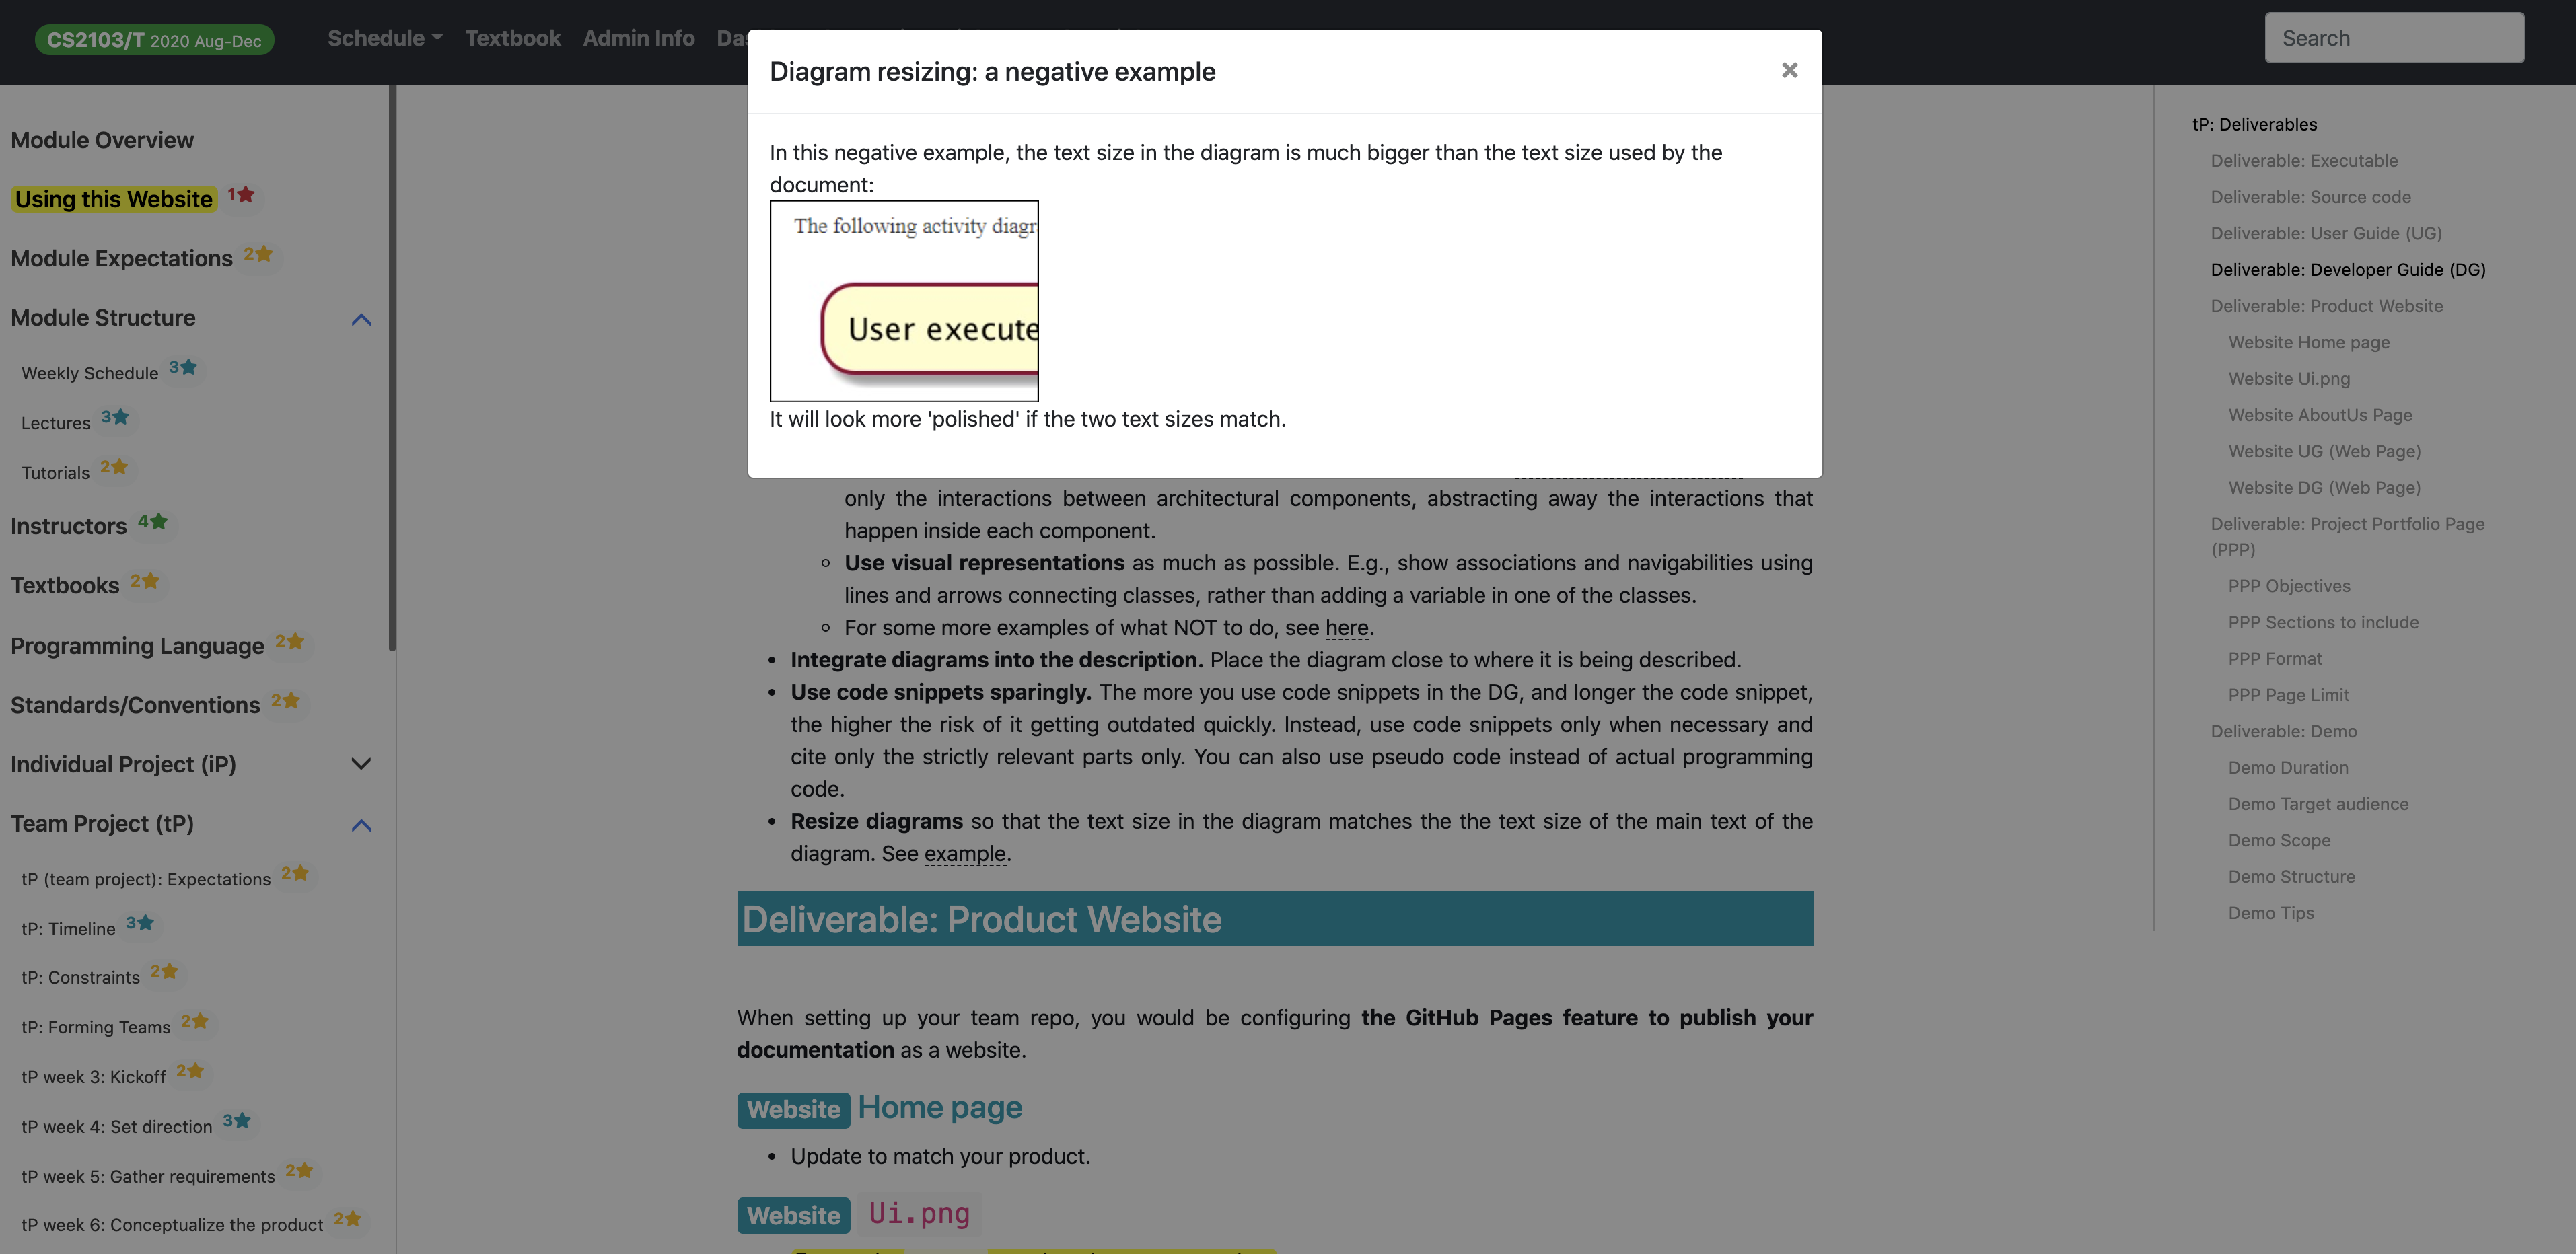 CS2103/T 2020 Aug-Dec
Schedule
Textbook
Admin Info
Search
Diagram resizing: a negative example
×
In this negative example, the text size in the diagram is much bigger than the text size used by the
document:
The following activity diagr
User execute
It will look more 'polished' if the two text sizes match.
Module Overview
Using this Website 1
Module Expectations 2
Module Structure
Weekly Schedule 3
Lectures 3
Tutorials 2
Instructors 4
Textbooks 2
Programming Language 2
Standards/Conventions 2
Individual Project (iP)
Team Project (tP)
tP (team project): Expectations 2
tP: Timeline 3
tP: Constraints 2
tP: Forming Teams 2
tP week 3: Kickoff 2
tP week 4: Set direction 3
tP week 5: Gather requirements 2
tP week 6: Conceptualize the product 2
only the interactions between architectural components, abstracting away the interactions that
happen inside each component.
Use visual representations as much as possible. E.g., show associations and navigabilities using
lines and arrows connecting classes, rather than adding a variable in one of the classes.
For some more examples of what NOT to do, see here.
Integrate diagrams into the description. Place the diagram close to where it is being described.
Use code snippets sparingly. The more you use code snippets in the DG, and longer the code snippet,
the higher the risk of it getting outdated quickly. Instead, use code snippets only when necessary and
cite only the strictly relevant parts only. You can also use pseudo code instead of actual programming
code.
Resize diagrams so that the text size in the diagram matches the the text size of the main text of the
diagram. See example.
Deliverable: Product Website
When setting up your team repo, you would be configuring the GitHub Pages feature to publish your
documentation as a website.
Website Home page
Update to match your product.
Website Ui.png
tP: Deliverables
Deliverable: Executable
Deliverable: Source code
Deliverable: User Guide (UG)
Deliverable: Developer Guide (DG)
Deliverable: Product Website
Website Home page
Website Ui.png
Website AboutUs Page
Website UG (Web Page)
Website DG (Web Page)
Deliverable: Project Portfolio Page
(PPP)
PPP Objectives
PPP Sections to include
PPP Format
PPP Page Limit
Deliverable: Demo
Demo Duration
Demo Target audience
Demo Scope
Demo Structure
Demo Tips